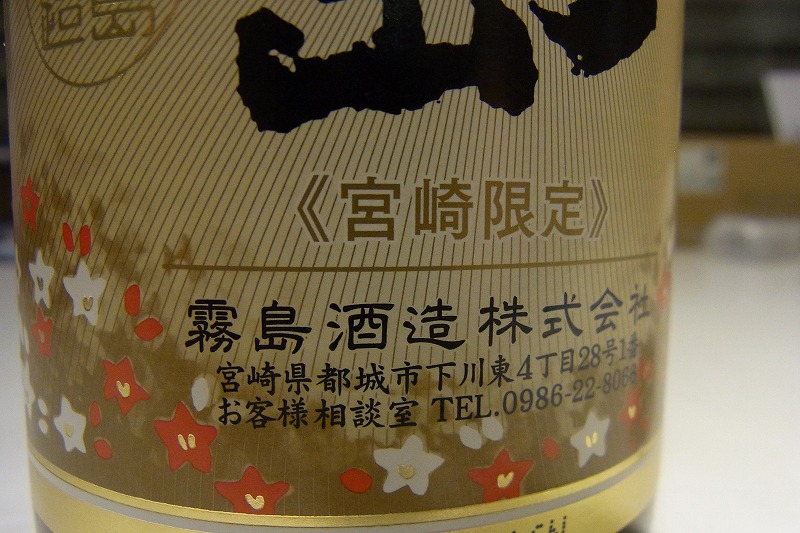 《宮崎限定》
霧島酒造株式会社
宮崎県都城市下川東4丁目28号1番
お客様相談室 TEL.0986-22-8066